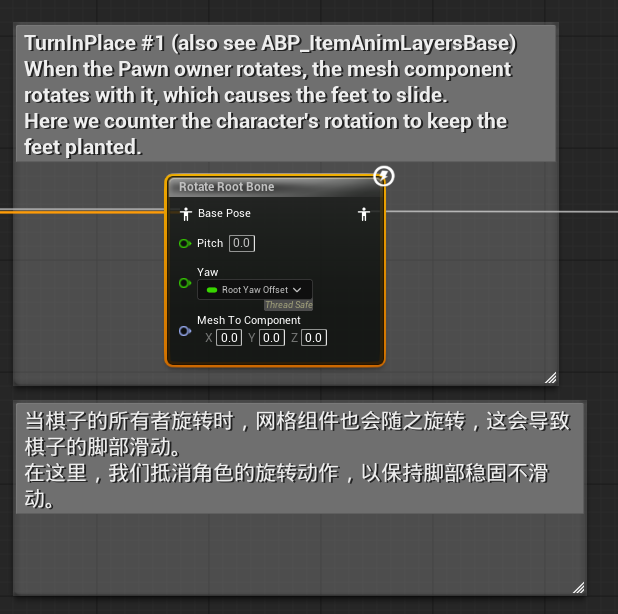 TurnInPlace #1 (also see ABP_ItemAnimLayersBase)
When the Pawn owner rotates, the mesh component
rotates with it, which causes the feet to slide.
Here we counter the character's rotation to keep the
feet planted.
Rotate Root Bone
Base Pose
Pitch 0.0
Yaw
Root Yaw Offset
Thread Safe
Mesh To Component
X 0.0 Y 0.0 Z 0.0
当棋子的所有者旋转时，网格组件也会随之旋转，这会导致
棋子的脚部滑动。
在这里，我们抵消角色的旋转动作，以保持脚部稳固不滑
动。